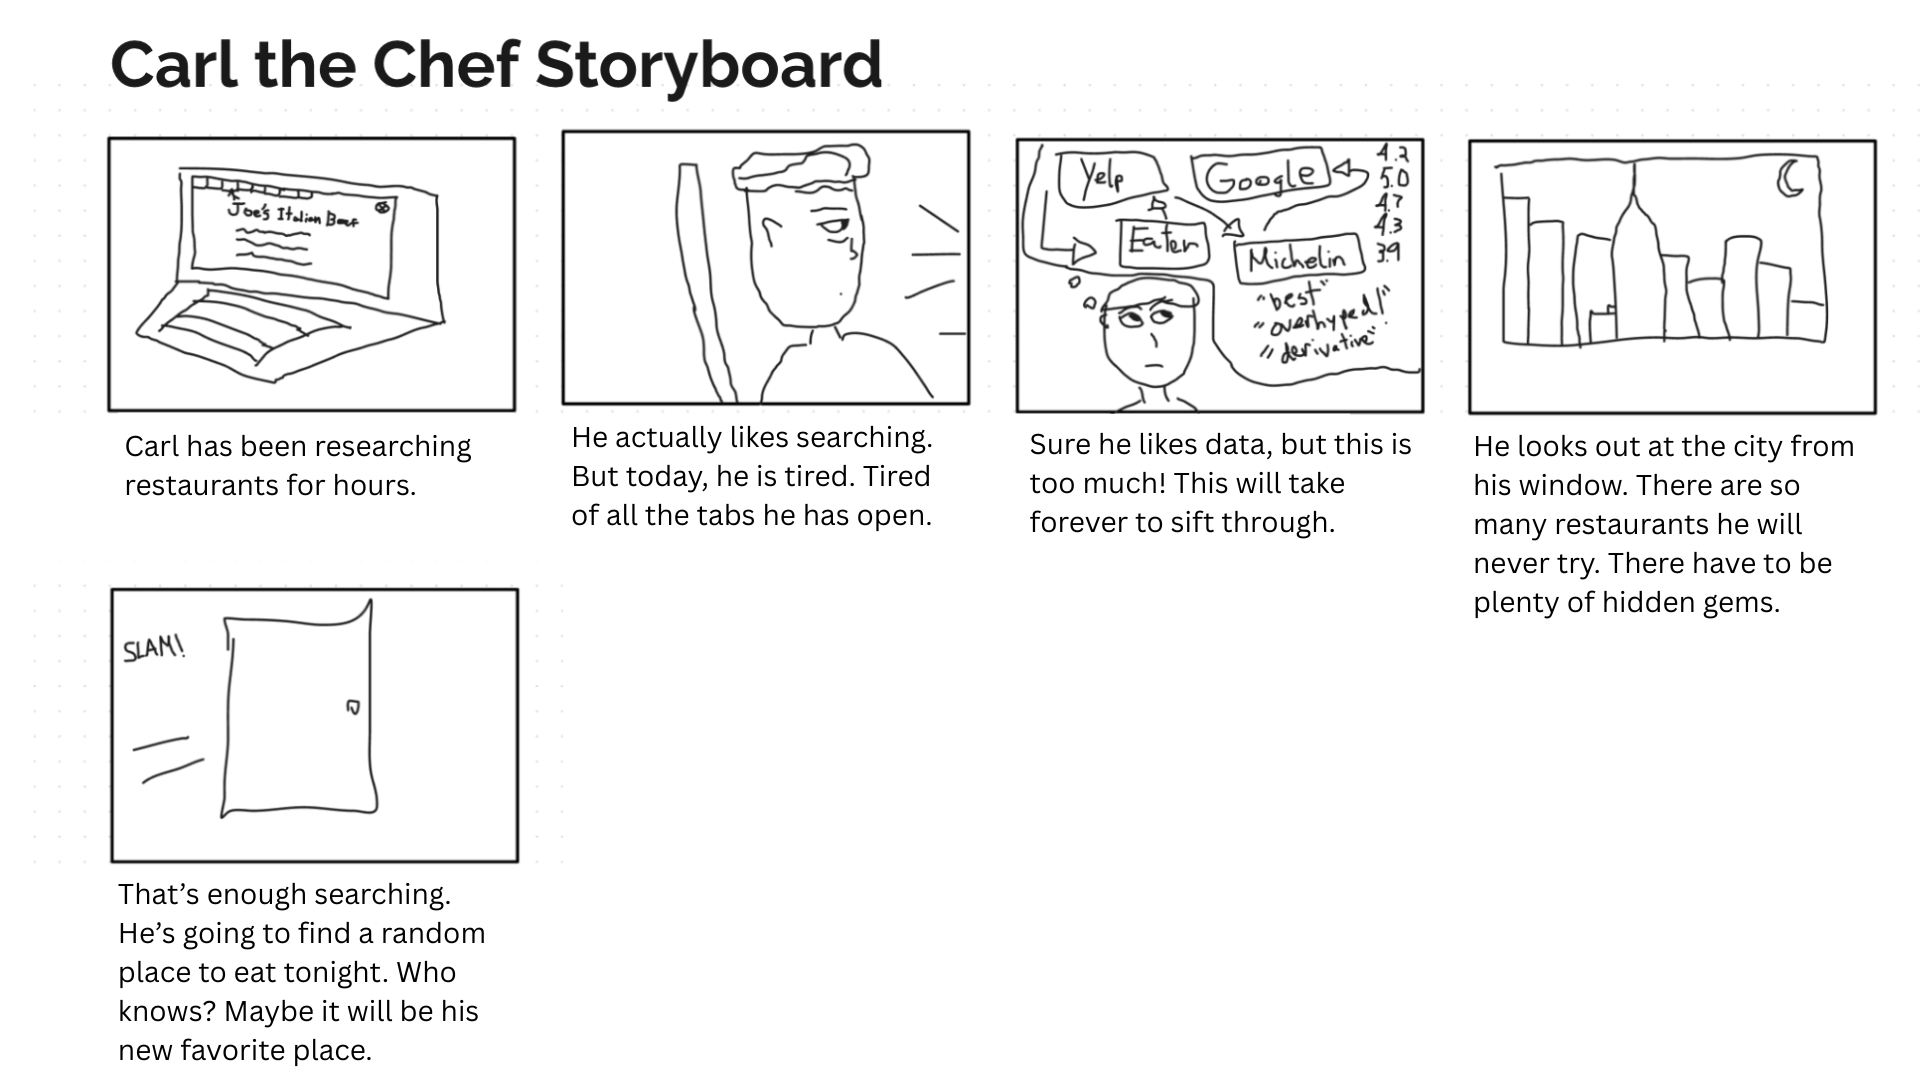 Carl the Chef Storyboard
Joe's Italian Beef
Carl has been researching
restaurants for hours.
He actually likes searching.
But today, he is tired. Tired
of all the tabs he has open.
Yelp
Google
Eater
Michelin
4.2
5.0
4.7
4.3
3.9
"best"
"overhyped!"
"derivative"
Sure he likes data, but this is
too much! This will take
forever to sift through.
He looks out at the city from
his window. There are so
many restaurants he will
never try. There have to be
plenty of hidden gems.
SLAM!
That’s enough searching.
He’s going to find a random
place to eat tonight. Who
knows? Maybe it will be his
new favorite place.